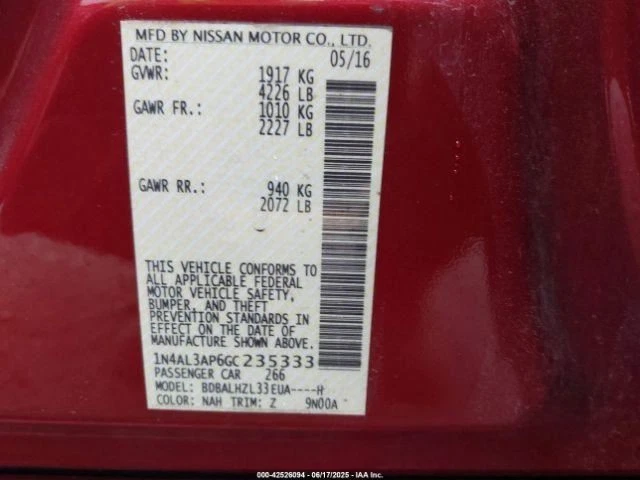 MFD BY NISSAN MOTOR CO., LTD.
DATE: 05/16
GVWR: 1917 KG
4226 LB
GAWR FR.: 1010 KG
2227 LB
GAWR RR.: 940 KG
2072 LB
THIS VEHICLE CONFORMS TO
ALL APPLICABLE FEDERAL
MOTOR VEHICLE SAFETY,
BUMPER, AND THEFT
PREVENTION STANDARDS IN
EFFECT ON THE DATE OF
MANUFACTURE SHOWN ABOVE.
1N4AL3AP6GC235333
PASSENGER CAR 266
MODEL: BDBALHZL33EUA----H
COLOR: NAH TRIM: Z 9N00A
000-42526094 - 06/17/2025 - IAA Inc.